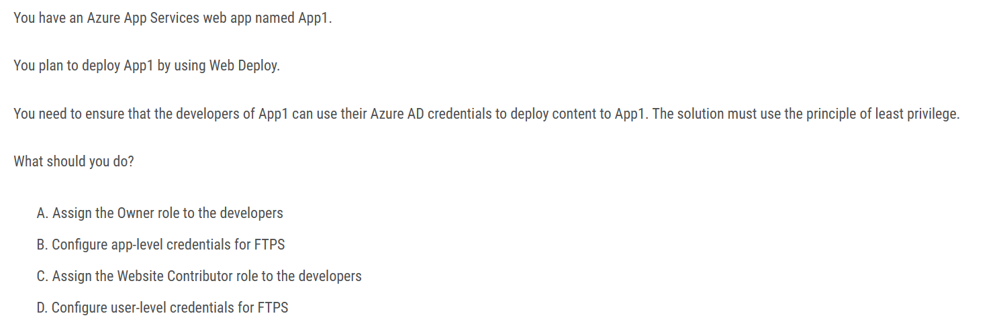 You have an Azure App Services web app named App1.
You plan to deploy App1 by using Web Deploy.
You need to ensure that the developers of App1 can use their Azure AD credentials to deploy content to App1. The solution must use the principle of least privilege.
What should you do?
A. Assign the Owner role to the developers
B. Configure app-level credentials for FTPS
C. Assign the Website Contributor role to the developers
D. Configure user-level credentials for FTPS